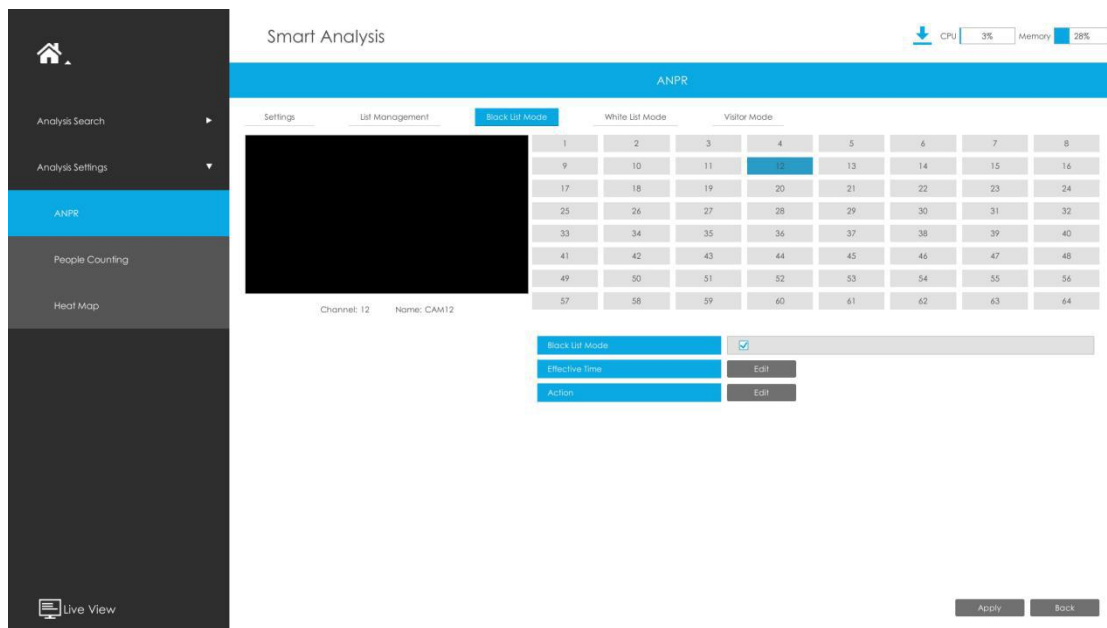 Smart Analysis
CPU 3% Memory 28%
ANPR
Analysis Search
Analysis Settings
ANPR
People Counting
Heat Map
Live View
Settings List Management Black List Mode White List Mode Visitor Mode
1 2 3 4 5 6 7 8
9 10 11 12 13 14 15 16
17 18 19 20 21 22 23 24
25 26 27 28 29 30 31 32
33 34 35 36 37 38 39 40
41 42 43 44 45 46 47 48
49 50 51 52 53 54 55 56
57 58 59 60 61 62 63 64
Channel: 12 Name: CAM12
Black List Mode
Effective Time Edit
Action Edit
Apply Back